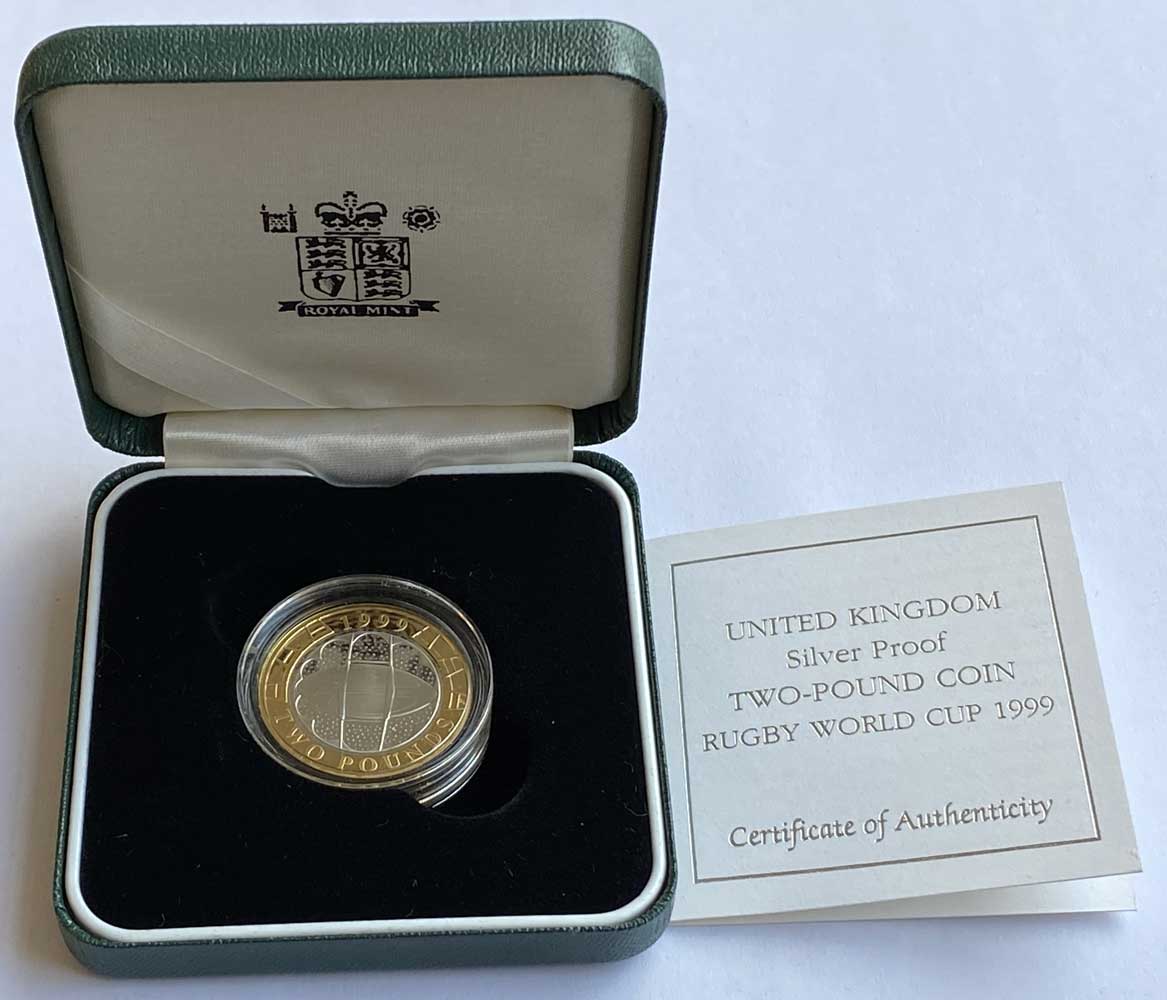 ROYAL MINT
1999
TWO POUNDS
UNITED KINGDOM
Silver Proof
TWO-POUND COIN
RUGBY WORLD CUP 1999
Certificate of Authenticity